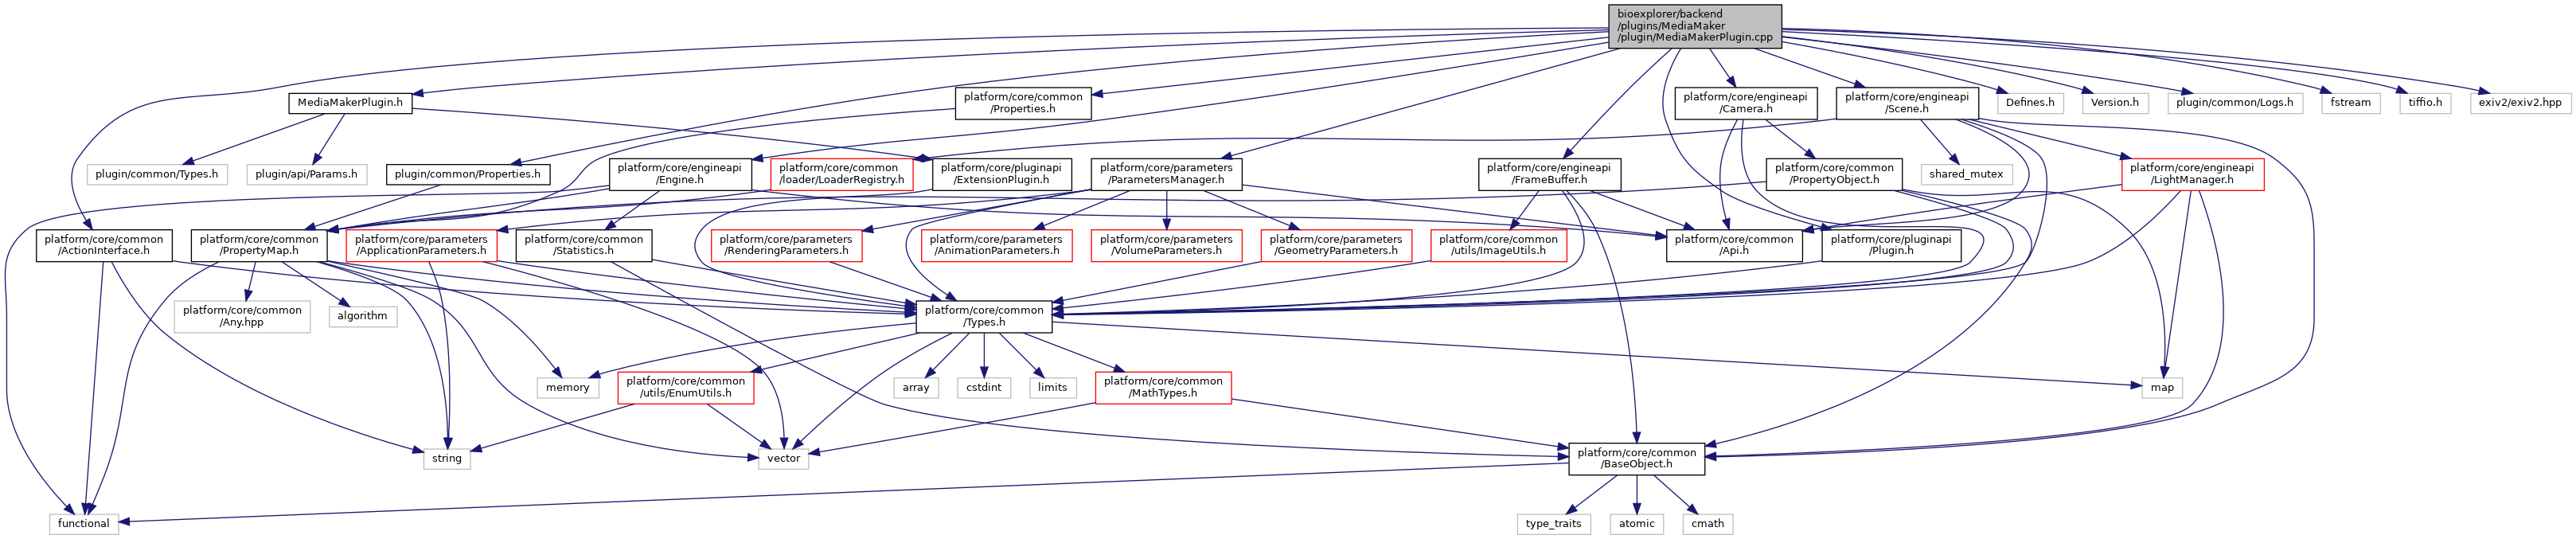 bioexplorer/backend
/plugins/MediaMaker
/plugin/MediaMakerPlugin.cpp
MediaMakerPlugin.h
platform/core/common
/Properties.h
platform/core/engineapi
/Camera.h
platform/core/engineapi
/Scene.h
Defines.h
Version.h
plugin/common/Logs.h
fstream
tiffio.h
exiv2/exiv2.hpp
plugin/common/Types.h
plugin/api/Params.h
plugin/common/Properties.h
platform/core/engineapi
/Engine.h
platform/core/common
/loader/LoaderRegistry.h
platform/core/pluginapi
/ExtensionPlugin.h
platform/core/parameters
/ParametersManager.h
platform/core/engineapi
/FrameBuffer.h
platform/core/common
/PropertyObject.h
shared_mutex
platform/core/engineapi
/LightManager.h
platform/core/common
/ActionInterface.h
platform/core/common
/PropertyMap.h
platform/core/parameters
/ApplicationParameters.h
platform/core/common
/Statistics.h
platform/core/parameters
/RenderingParameters.h
platform/core/parameters
/AnimationParameters.h
platform/core/parameters
/VolumeParameters.h
platform/core/parameters
/GeometryParameters.h
platform/core/common
/utils/ImageUtils.h
platform/core/common
/Api.h
platform/core/pluginapi
/Plugin.h
platform/core/common
/Any.hpp
algorithm
platform/core/common
/Types.h
memory
platform/core/common
/utils/EnumUtils.h
array
cstdint
limits
platform/core/common
/MathTypes.h
map
string
vector
platform/core/common
/BaseObject.h
functional
type_traits
atomic
cmath